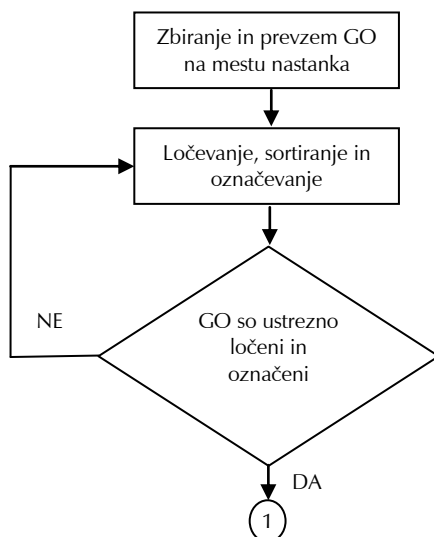 Zbiranje in prevzem GO
na mestu nastanka
Ločevanje, sortiranje in
označevanje
NE
GO so ustrezno
ločeni in
označeni
DA
1